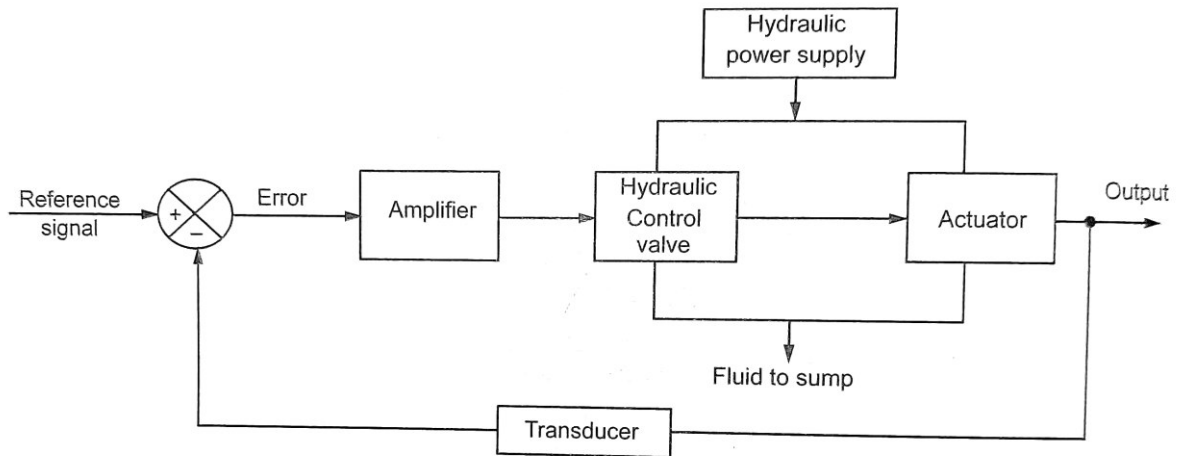 Hydraulic
power supply
Reference
signal
+
−
Error
Amplifier
Hydraulic
Control
valve
Actuator
Output
Fluid to sump
Transducer